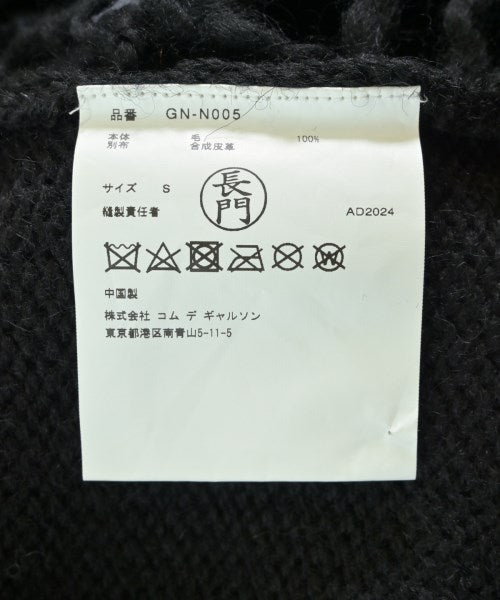 品番 GN-N005
本体 毛 100%
別布 合成皮革
サイズ S
長門
縫製責任者 AD2024
W
中国製
株式会社 コム デ ギャルソン
東京都港区南青山5-11-5